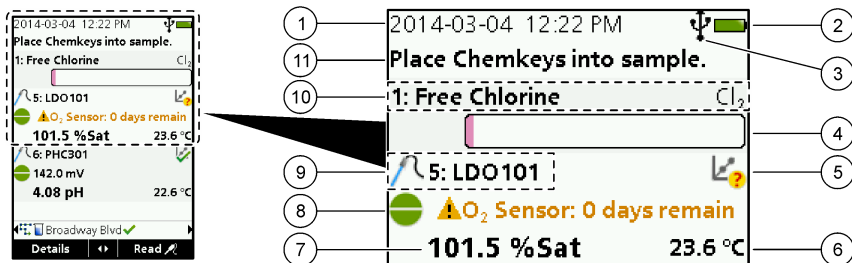 2014-03-04 12:22 PM
Place Chemkeys into sample.
1: Free Chlorine Cl₂
5: LDO101
O₂ Sensor: 0 days remain
101.5 %Sat 23.6 °C
6: PHC301
142.0 mV
4.08 pH 22.6 °C
Broadway Blvd
Details Read
1
11
10
9
8
7
2014-03-04 12:22 PM
Place Chemkeys into sample.
1: Free Chlorine Cl₂
5: LDO101
?
O₂ Sensor: 0 days remain
101.5 %Sat 23.6 °C
2
3
4
5
6